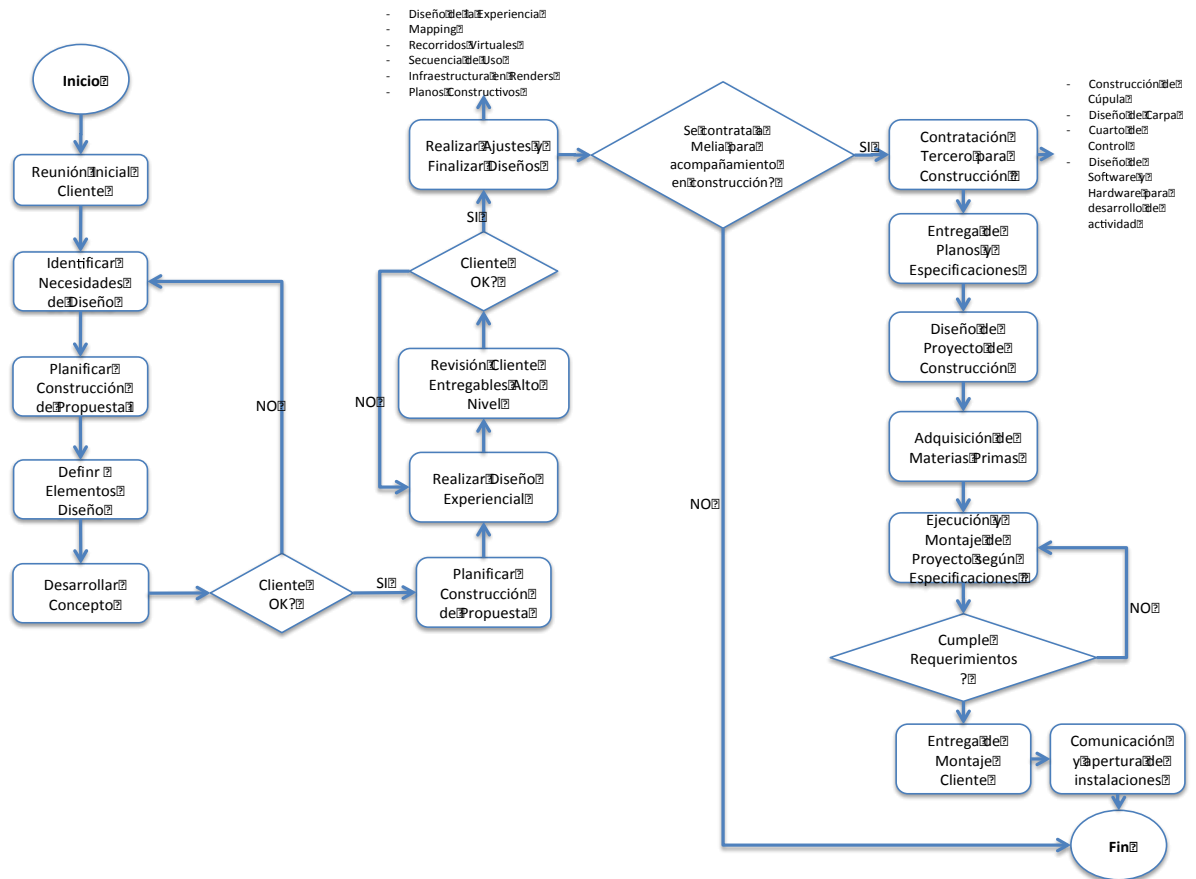 Inicio
Reunión Inicial
Cliente
Identificar
Necesidades
de Diseño
Planificar
Construcción
de Propuesta
Definr
Elementos
Diseño
Desarrollar
Concepto
Cliente
OK?
NO
SI
Planificar
Construcción
de Propuesta
Realizar Diseño
Experiencial
Revisión Cliente
Entregables Alto
Nivel
Cliente
OK?
NO
SI
Realizar Ajustes y
Finalizar Diseños
- Diseño de la Experiencia
- Mapping
- Recorridos Virtuales
- Secuencia de Uso
- Infraestructura en Renders
- Planos Constructivos
Se contrata a
Melia para
acompañamiento
en construcción?
NO
SI
Contratación
Tercero para
Construcción
- Construcción de
Cúpula
- Diseño de Carpa
- Cuarto de
Control
- Diseño de
Software y
Hardware para
desarrollo de
actividad
Entrega de
Planos y
Especificaciones
Diseño de
Proyecto de
Construcción
Adquisición de
Materias Primas
Ejecución y
Montaje de
Proyecto según
Especificaciones
NO
Cumple
Requerimientos
?
Entrega de
Montaje
Cliente
Comunicación
y apertura de
instalaciones
Fin